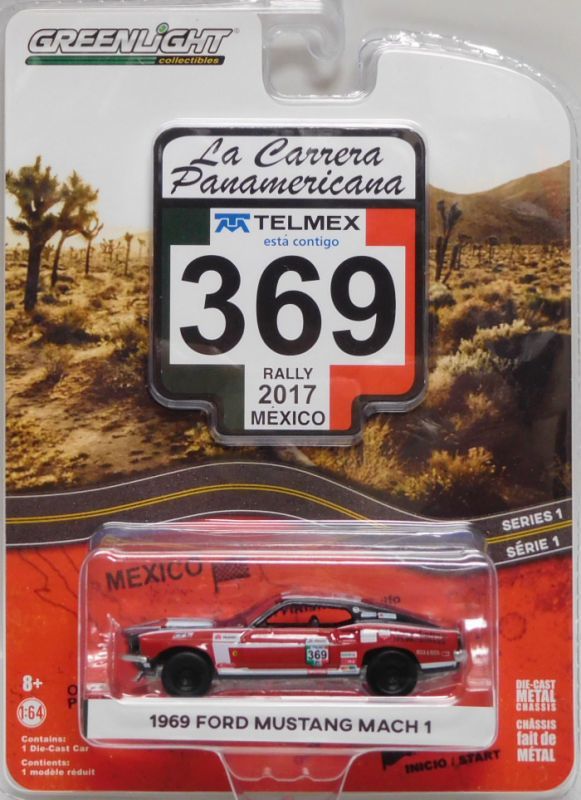 GREENLIGHT
collectibles
La Carrera
Panamericana
TELMEX
está contigo
369
RALLY
2017
MÉXICO
SERIES 1
SÉRIE 1
MEXICO
369
1969 FORD MUSTANG MACH 1
8+
1:64
Contains:
1 Die-Cast Car
Contents:
1 modèle réduit
DIE-CAST
METAL
CHASSIS
CHÂSSIS
fait de
MÉTAL
INICIO / START